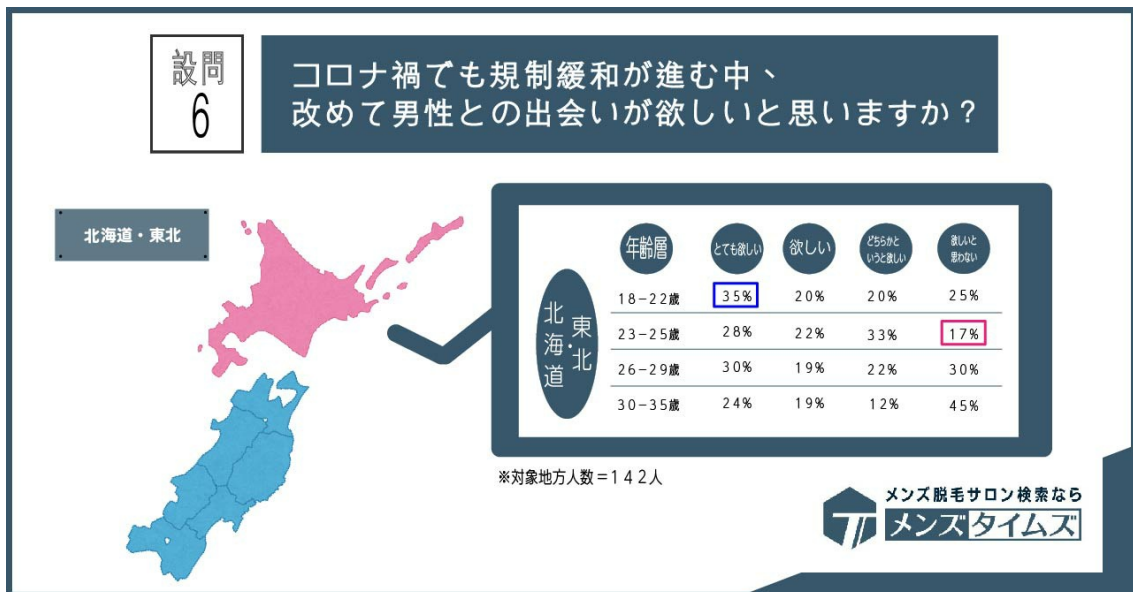 設問
6
コロナ禍でも規制緩和が進む中、
改めて男性との出会いが欲しいと思いますか？
北海道・東北
年齢層 とても欲しい 欲しい どちらかと いうと欲しい 欲しいと 思わない
北海道・東北
18-22歳 35% 20% 20% 25%
23-25歳 28% 22% 33% 17%
26-29歳 30% 19% 22% 30%
30-35歳 24% 19% 12% 45%
※対象地方人数=142人
メンズ脱毛サロン検索なら
メンズタイムズ